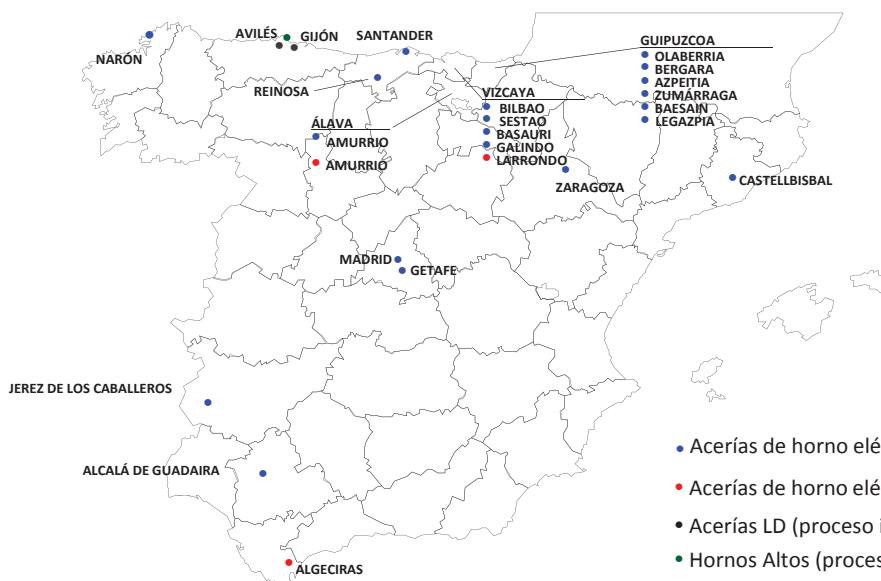 AVILÉS
GIJÓN
SANTANDER
GUIPUZCOA
NARÓN
OLABERRIA
BERGARA
AZPEITIA
ZUMÁRRAGA
BAESAIN
LEGAZPIA
REINOSA
VIZCAYA
BILBAO
SESTAO
BASAURI
GALINDO
LARRONDO
ÁLAVA
AMURRIO
AMURRIO
ZARAGOZA
CASTELLBISBAL
MADRID
GETAFE
JEREZ DE LOS CABALLEROS
ALCALÁ DE GUADAIRA
ALGECIRAS
Acerías de horno elé
Acerías de horno elé
Acerías LD (proceso i
Hornos Altos (proces